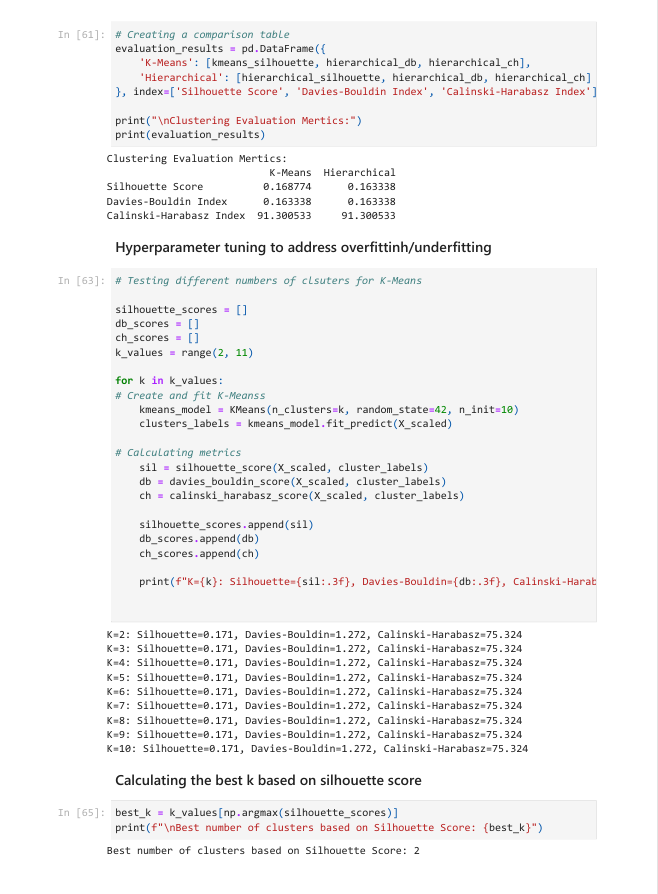 In [61]: # Creating a comparison table
evaluation_results = pd.DataFrame({
'K-Means': [kmeans_silhouette, hierarchical_db, hierarchical_ch],
'Hierarchical': [hierarchical_silhouette, hierarchical_db, hierarchical_ch]
}, index=['Silhouette Score', 'Davies-Bouldin Index', 'Calinski-Harabasz Index']
print("\nClustering Evaluation Mertics:")
print(evaluation_results)
Clustering Evaluation Mertics:
K-Means Hierarchical
Silhouette Score 0.168774 0.163338
Davies-Bouldin Index 0.163338 0.163338
Calinski-Harabasz Index 91.300533 91.300533
Hyperparameter tuning to address overfittinh/underfitting
In [63]: # Testing different numbers of clsuters for K-Means
silhouette_scores = []
db_scores = []
ch_scores = []
k_values = range(2, 11)
for k in k_values:
# Create and fit K-Meanss
kmeans_model = KMeans(n_clusters=k, random_state=42, n_init=10)
clusters_labels = kmeans_model.fit_predict(X_scaled)
# Calculating metrics
sil = silhouette_score(X_scaled, cluster_labels)
db = davies_bouldin_score(X_scaled, cluster_labels)
ch = calinski_harabasz_score(X_scaled, cluster_labels)
silhouette_scores.append(sil)
db_scores.append(db)
ch_scores.append(ch)
print(f"K={k}: Silhouette={sil:.3f}, Davies-Bouldin={db:.3f}, Calinski-Harab
K=2: Silhouette=0.171, Davies-Bouldin=1.272, Calinski-Harabasz=75.324
K=3: Silhouette=0.171, Davies-Bouldin=1.272, Calinski-Harabasz=75.324
K=4: Silhouette=0.171, Davies-Bouldin=1.272, Calinski-Harabasz=75.324
K=5: Silhouette=0.171, Davies-Bouldin=1.272, Calinski-Harabasz=75.324
K=6: Silhouette=0.171, Davies-Bouldin=1.272, Calinski-Harabasz=75.324
K=7: Silhouette=0.171, Davies-Bouldin=1.272, Calinski-Harabasz=75.324
K=8: Silhouette=0.171, Davies-Bouldin=1.272, Calinski-Harabasz=75.324
K=9: Silhouette=0.171, Davies-Bouldin=1.272, Calinski-Harabasz=75.324
K=10: Silhouette=0.171, Davies-Bouldin=1.272, Calinski-Harabasz=75.324
Calculating the best k based on silhouette score
In [65]: best_k = k_values[np.argmax(silhouette_scores)]
print(f"\nBest number of clusters based on Silhouette Score: {best_k}")
Best number of clusters based on Silhouette Score: 2